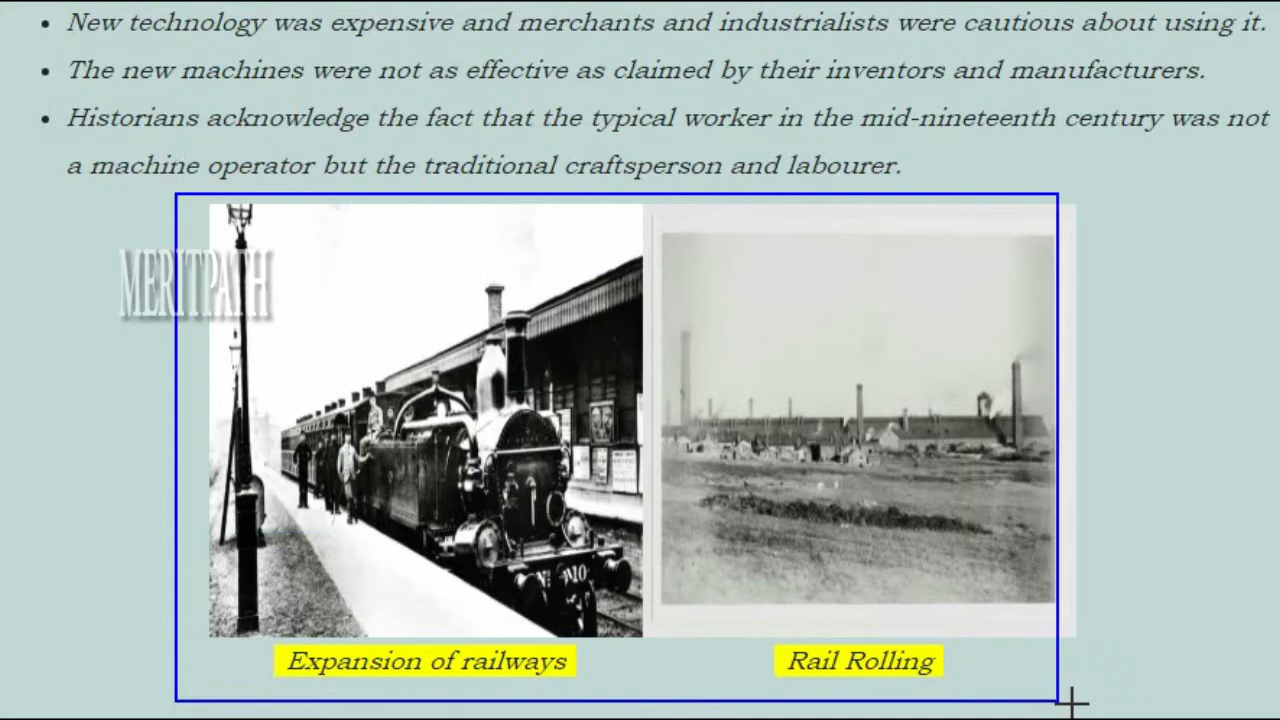 • New technology was expensive and merchants and industrialists were cautious about using it.
• The new machines were not as effective as claimed by their inventors and manufacturers.
• Historians acknowledge the fact that the typical worker in the mid-nineteenth century was not
a machine operator but the traditional craftsperson and labourer.
MERITPATH
Expansion of railways
Rail Rolling